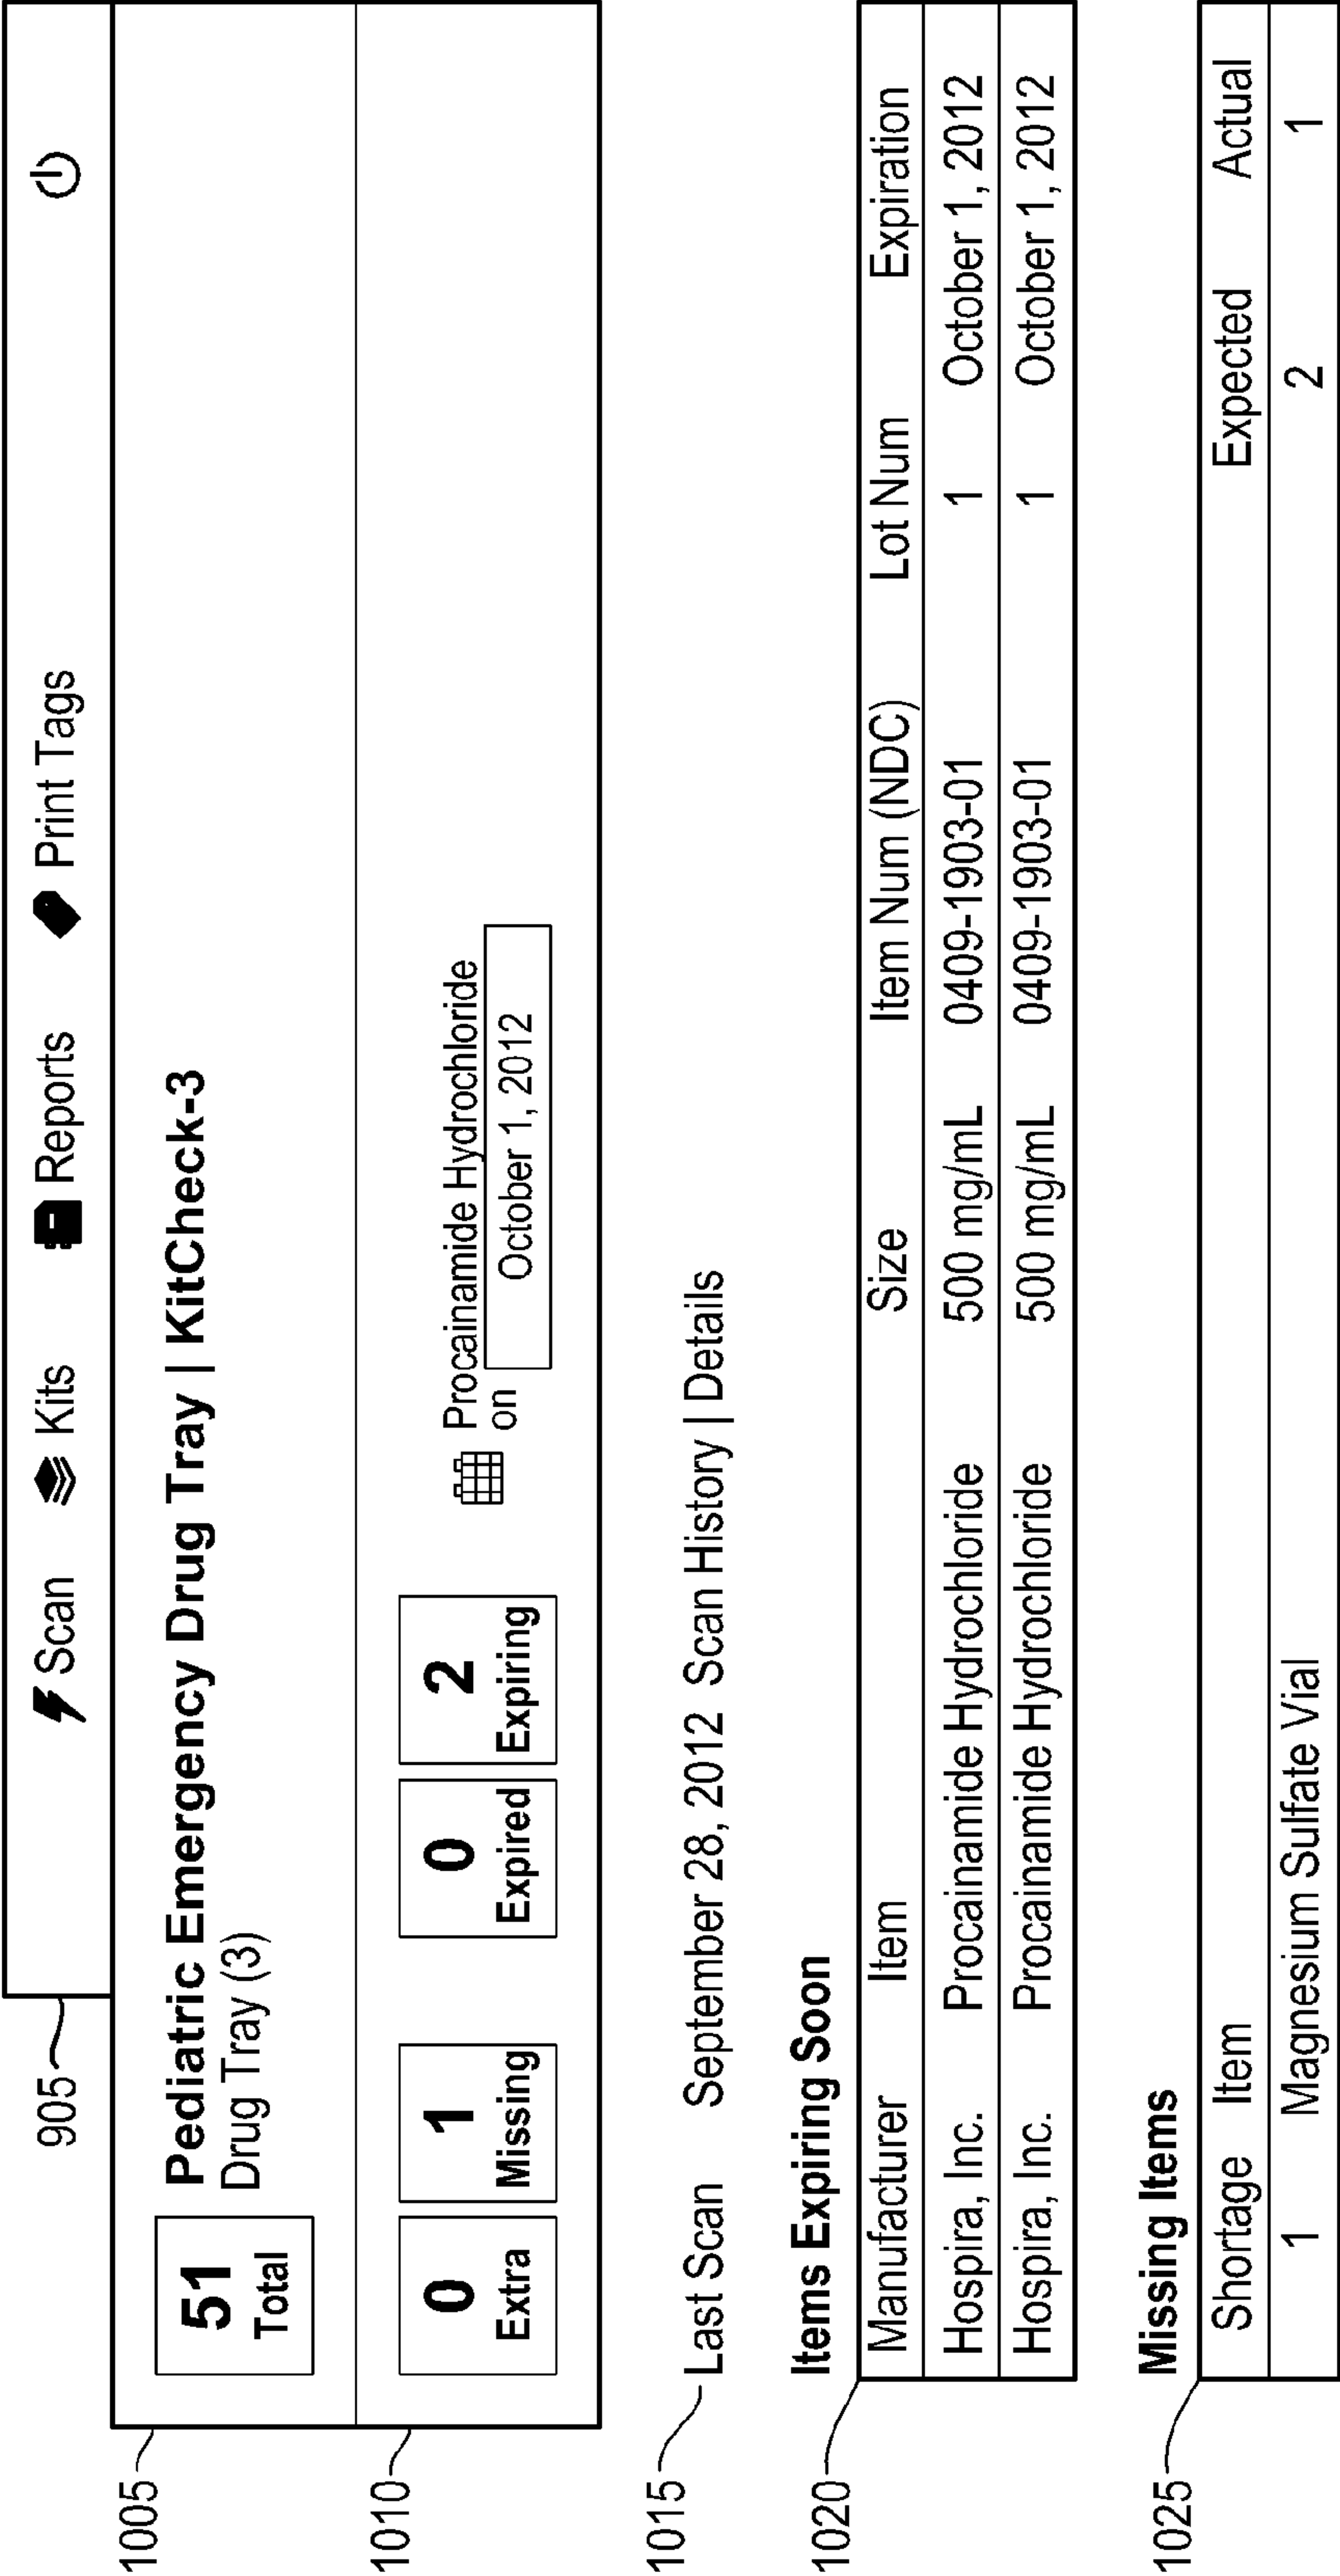 905
Scan Kits Reports Print Tags
1005
51
Total
Pediatric Emergency Drug Tray | KitCheck-3
Drug Tray (3)
1010
0
Extra
1
Missing
0
Expired
2
Expiring
Procainamide Hydrochloride
on October 1, 2012
1015
Last Scan September 28, 2012 Scan History | Details
Items Expiring Soon
1020
Manufacturer Item Size Item Num (NDC) Lot Num Expiration
Hospira, Inc. Procainamide Hydrochloride 500 mg/mL 0409-1903-01 1 October 1, 2012
Hospira, Inc. Procainamide Hydrochloride 500 mg/mL 0409-1903-01 1 October 1, 2012
Missing Items
1025
Shortage Item Expected Actual
1 Magnesium Sulfate Vial 2 1